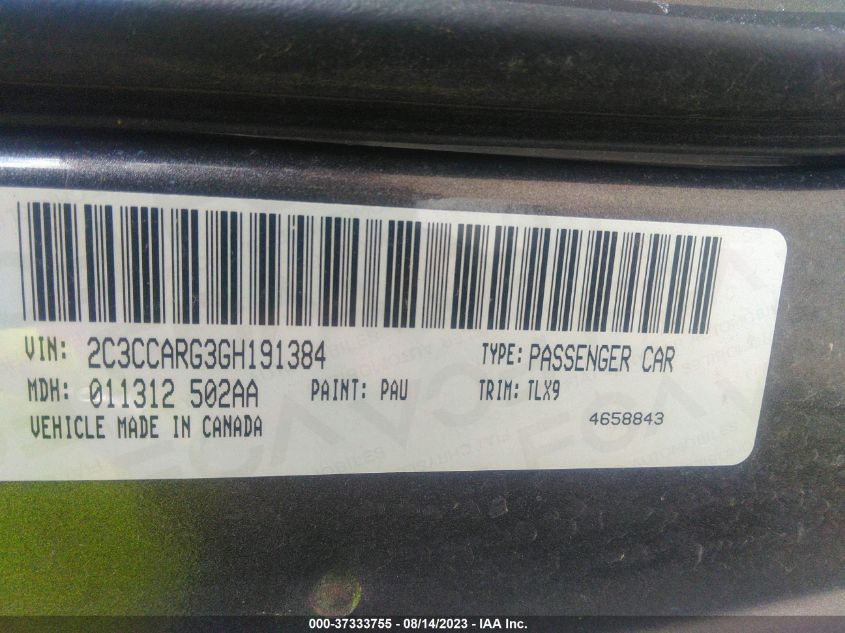 VIN: 2C3CCARG3GH191384 TYPE: PASSENGER CAR
MDH: 011312 502AA PAINT: PAU TRIM: TLX9
VEHICLE MADE IN CANADA 4658843
000-37333755 - 08/14/2023 - IAA Inc.